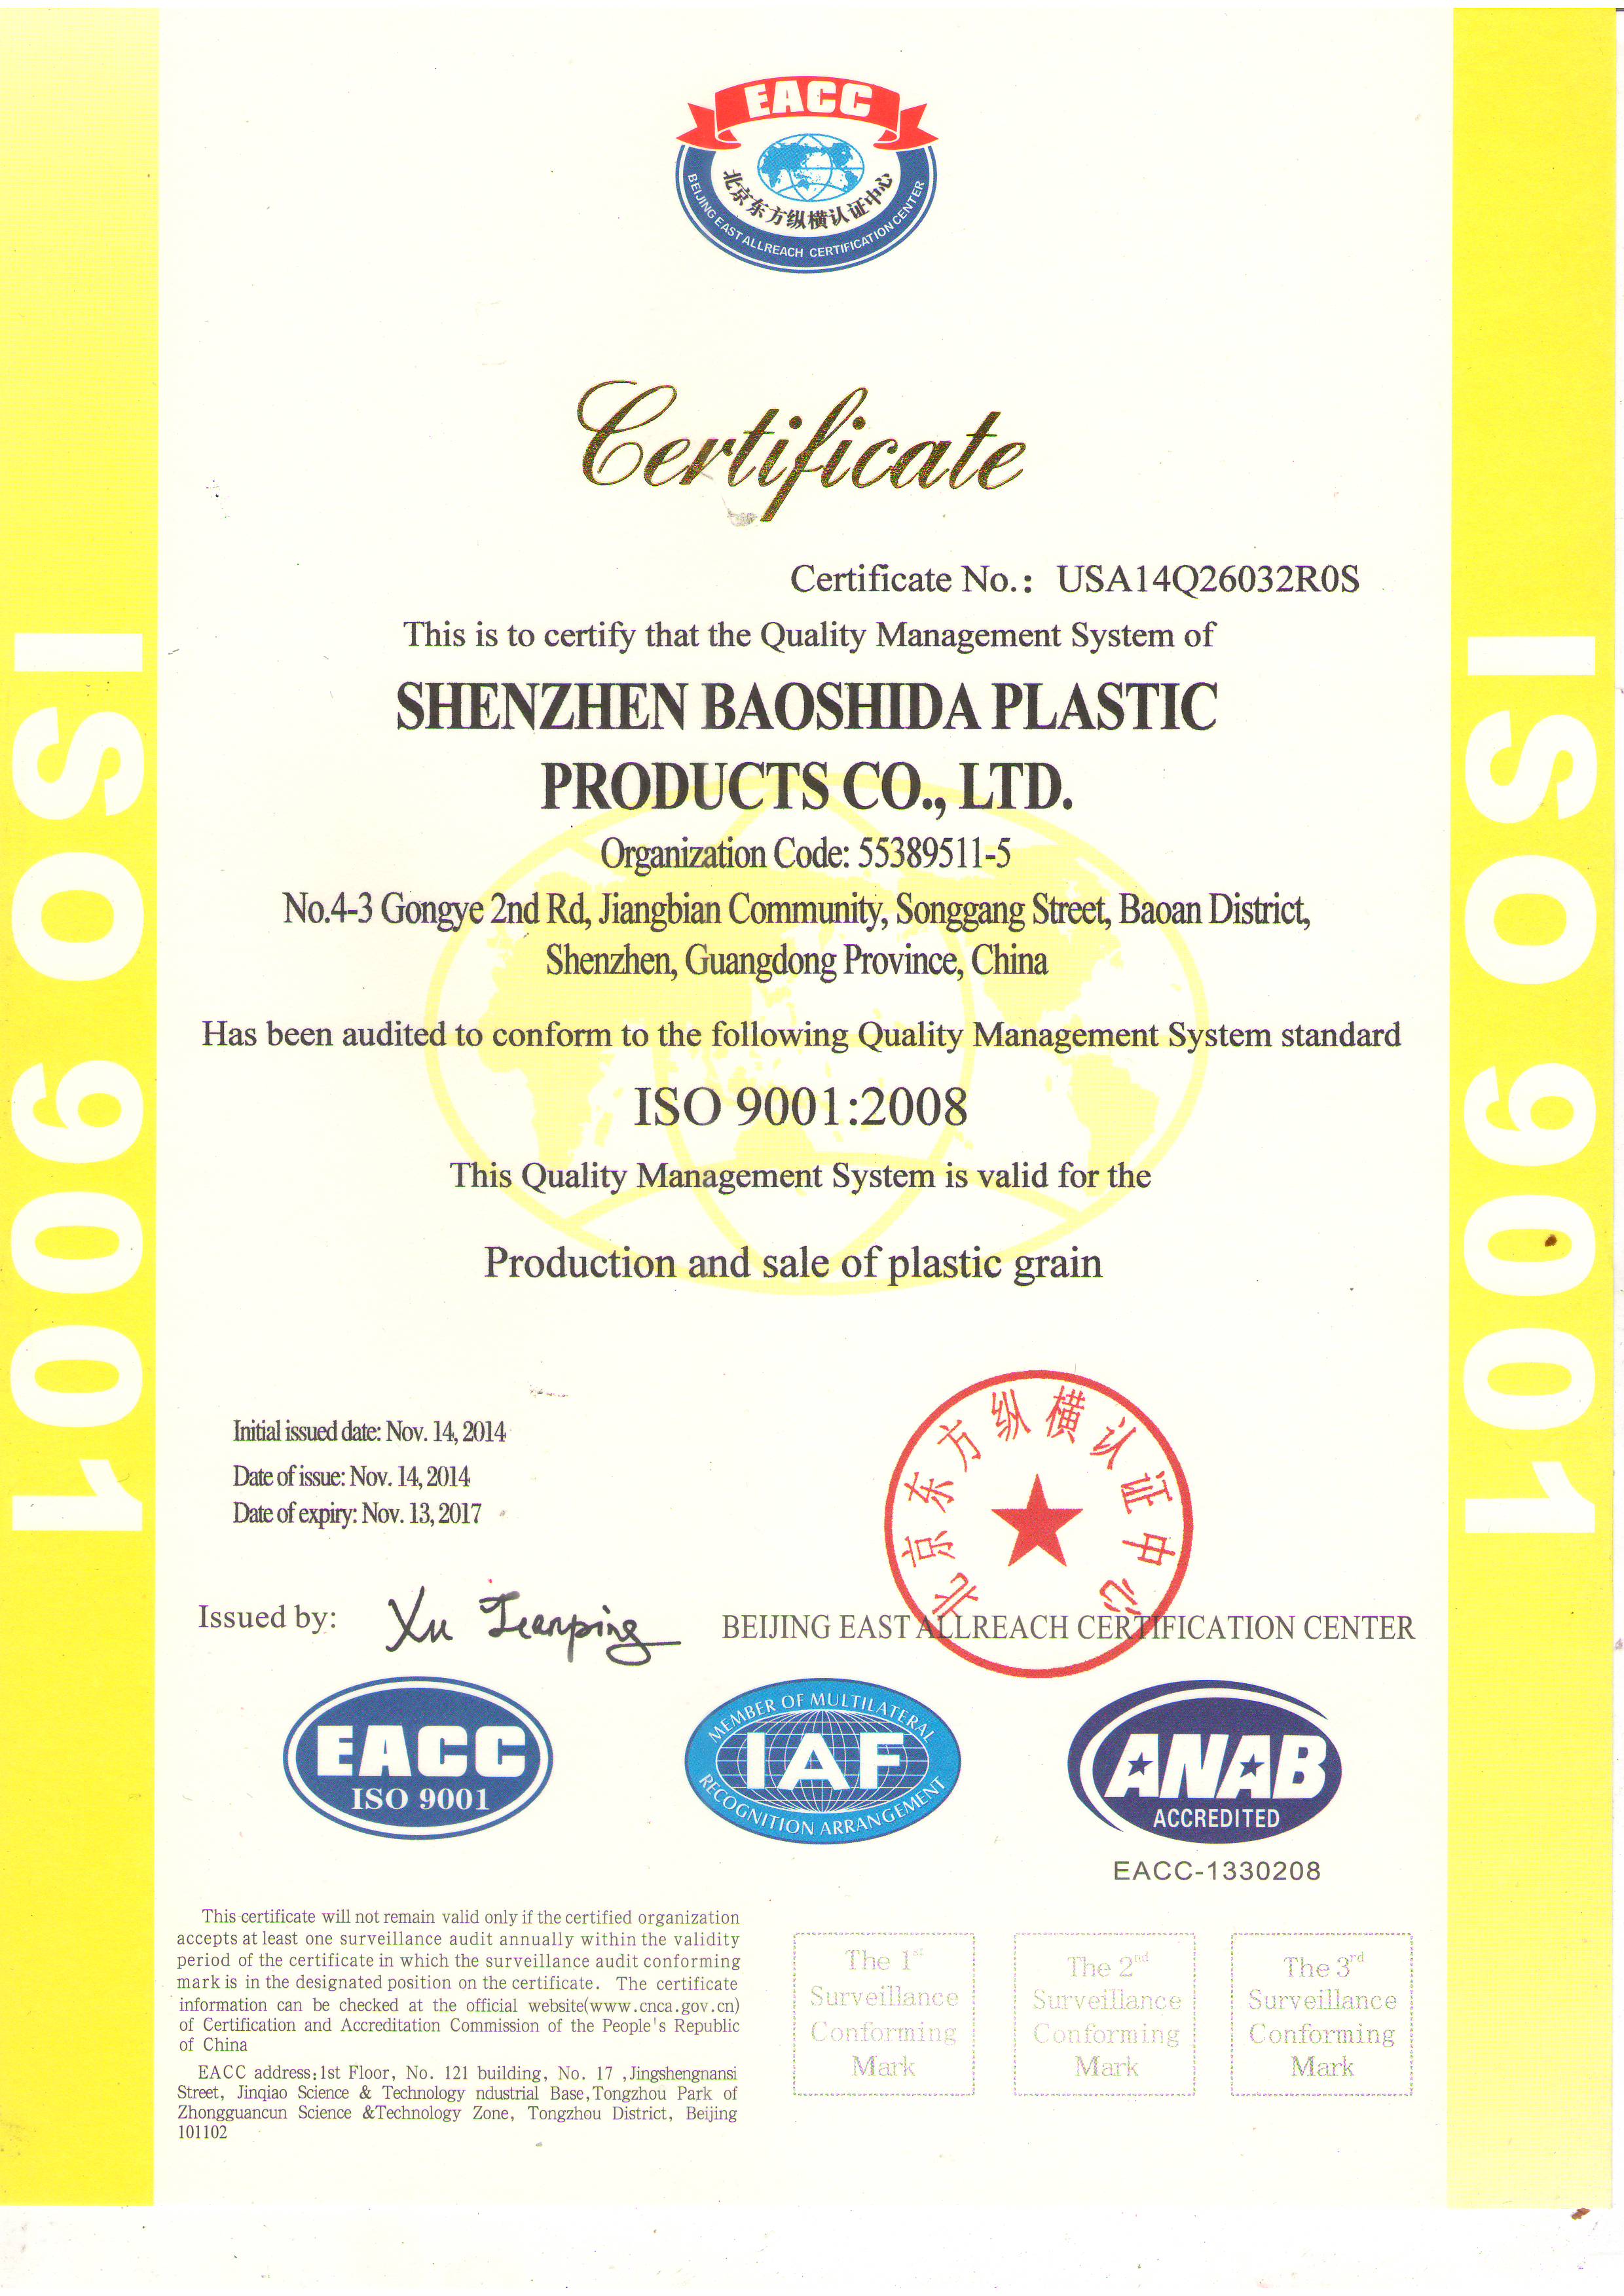 EACC
北京东方纵横认证中心
BEIJING EAST ALLREACH CERTIFICATION CENTER
Certificate
Certificate No.: USA14Q26032R0S
This is to certify that the Quality Management System of
SHENZHEN BAOSHIDA PLASTIC
PRODUCTS CO., LTD.
Organization Code: 55389511-5
No.4-3 Gongye 2nd Rd, Jiangbian Community, Songgang Street, Baoan District,
Shenzhen, Guangdong Province, China
Has been audited to conform to the following Quality Management System standard
ISO 9001:2008
This Quality Management System is valid for the
Production and sale of plastic grain
ISO 9001
ISO 9001
Initial issued date: Nov. 14, 2014
Date of issue: Nov. 14, 2014
Date of expiry: Nov. 13, 2017
北京东方纵横认证中心
Issued by: Xu Jianping
BEIJING EAST ALLREACH CERTIFICATION CENTER
EACC
ISO 9001
MEMBER OF MULTILATERAL
IAF
RECOGNITION ARRANGEMENT
ANAB
ACCREDITED
EACC-1330208
This certificate will not remain valid only if the certified organization
accepts at least one surveillance audit annually within the validity
period of the certificate in which the surveillance audit conforming
mark is in the designated position on the certificate. The certificate
information can be checked at the official website(www.cnca.gov.cn)
of Certification and Accreditation Commission of the People's Republic
of China
EACC address:1st Floor, No. 121 building, No. 17 ,Jingshengnansi
Street, Jinqiao Science & Technology ndustrial Base,Tongzhou Park of
Zhongguancun Science &Technology Zone, Tongzhou District, Beijing
101102
The 1st
Surveillance
Conforming
Mark
The 2nd
Surveillance
Conforming
Mark
The 3rd
Surveillance
Conforming
Mark